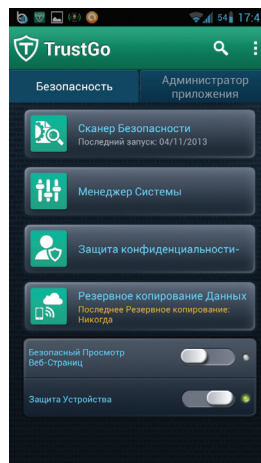 54 17:4
TrustGo
Безопасность
Администратор
приложения
Сканер Безопасности
Последний запуск: 04/11/2013
Менеджер Системы
Защита конфиденциальности-
Резервное копирование Данных
Последнее Резервное копирование:
Никогда
Безопасный Просмотр
Веб-Страниц
Защита Устройства